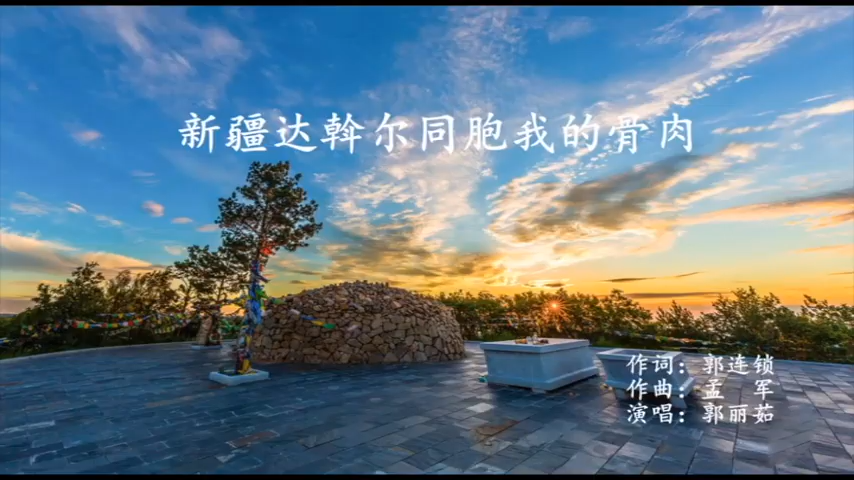 新疆达斡尔同胞我的骨肉
作词：郭连锁
作曲：孟　军
演唱：郭丽茹